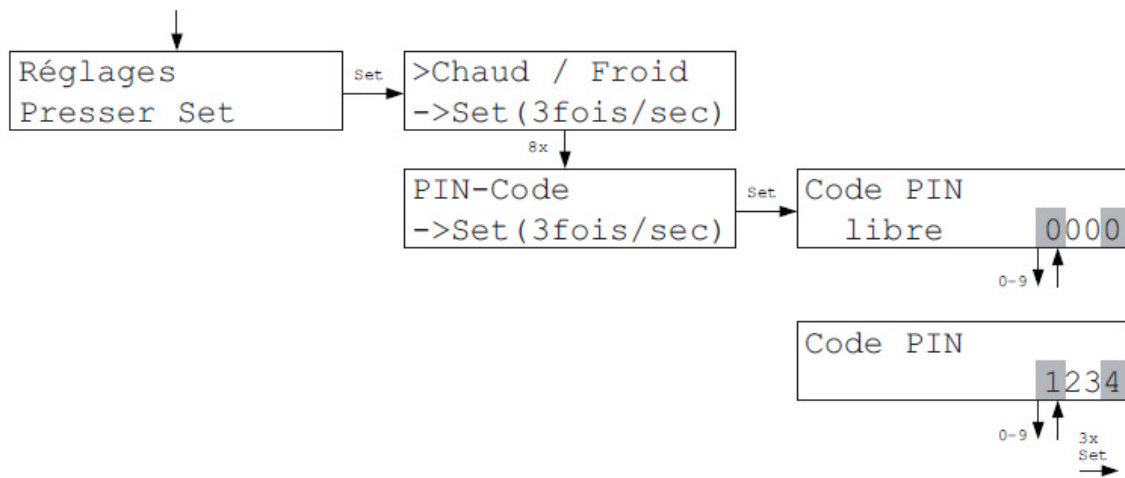 Réglages
Presser Set
Set
>Chaud / Froid
->Set(3fois/sec)
8x
PIN-Code
->Set(3fois/sec)
Set
Code PIN
libre 0000
0-9
Code PIN
1234
0-9
3x
Set